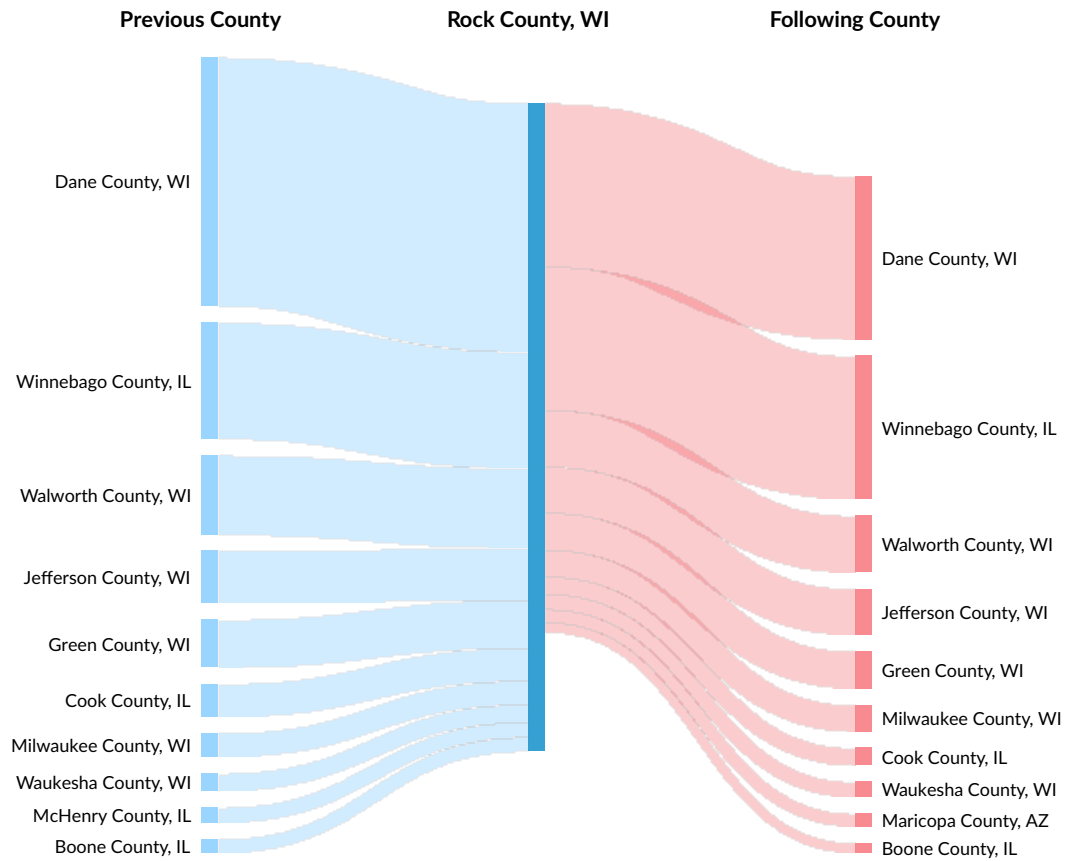 Previous County
Rock County, WI
Following County
Dane County, WI
Winnebago County, IL
Walworth County, WI
Jefferson County, WI
Green County, WI
Cook County, IL
Milwaukee County, WI
Waukesha County, WI
McHenry County, IL
Boone County, IL
Dane County, WI
Winnebago County, IL
Walworth County, WI
Jefferson County, WI
Green County, WI
Milwaukee County, WI
Cook County, IL
Waukesha County, WI
Maricopa County, AZ
Boone County, IL